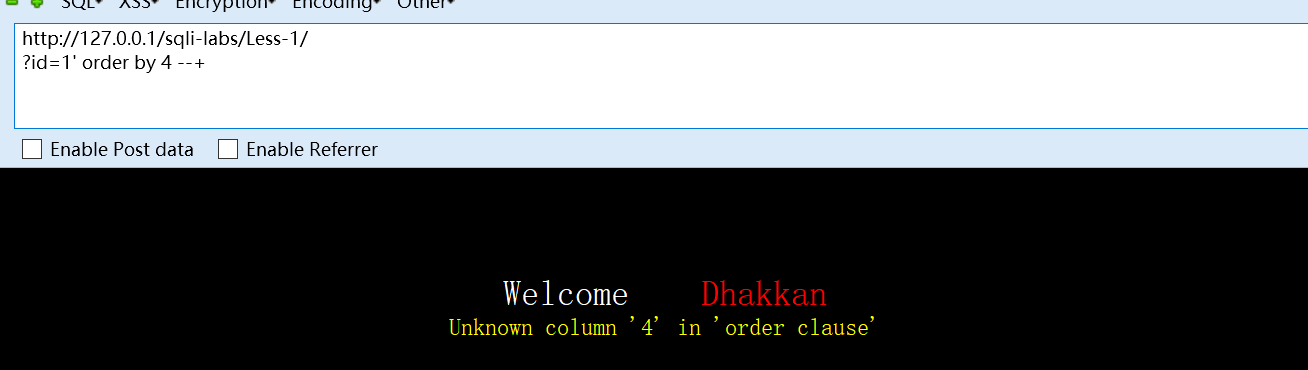 SQL XSS Encryption Encoding Other
http://127.0.0.1/sqli-labs/Less-1/
?id=1' order by 4 --+
Enable Post data Enable Referrer
Welcome Dhakkan
Unknown column '4' in 'order clause'